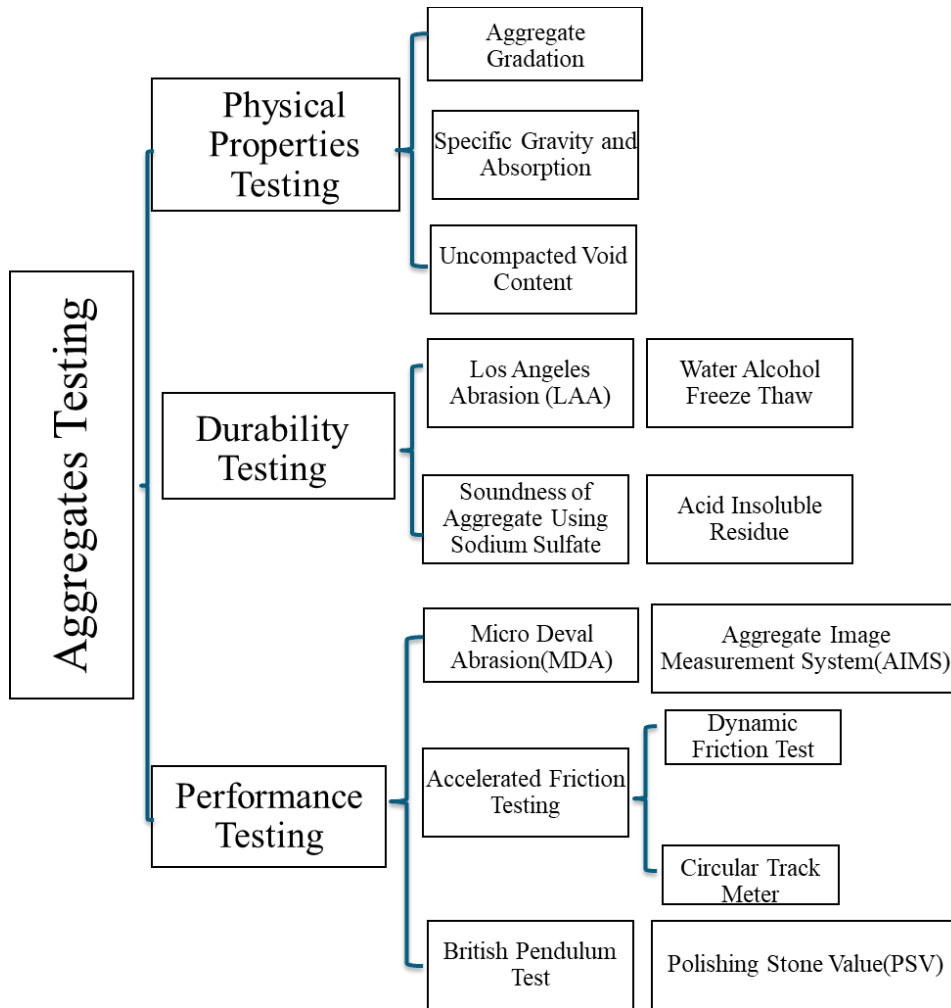 Aggregates Testing
Physical
Properties
Testing
Aggregate
Gradation
Specific Gravity and
Absorption
Uncompacted Void
Content
Durability
Testing
Los Angeles
Abrasion (LAA)
Water Alcohol
Freeze Thaw
Soundness of
Aggregate Using
Sodium Sulfate
Acid Insoluble
Residue
Performance
Testing
Micro Deval
Abrasion(MDA)
Aggregate Image
Measurement System(AIMS)
Accelerated Friction
Testing
Dynamic
Friction Test
Circular Track
Meter
British Pendulum
Test
Polishing Stone Value(PSV)